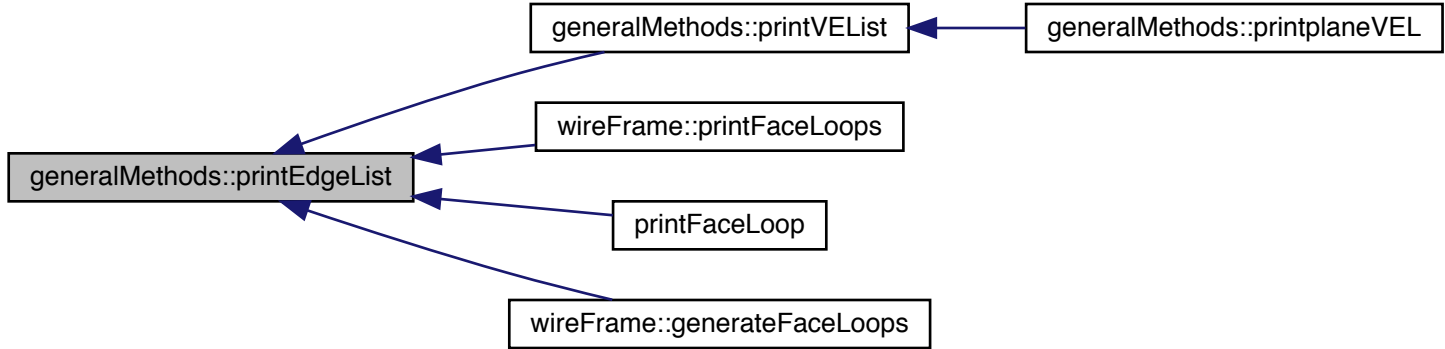 generalMethods::printVEList
generalMethods::printplaneVEL
wireFrame::printFaceLoops
generalMethods::printEdgeList
printFaceLoop
wireFrame::generateFaceLoops